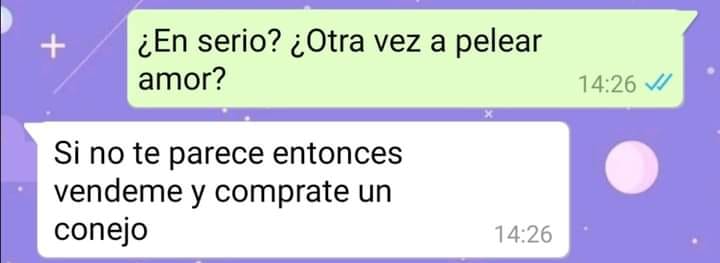 ¿En serio? ¿Otra vez a pelear
amor?
14:26
Si no te parece entonces
vendeme y comprate un
conejo
14:26